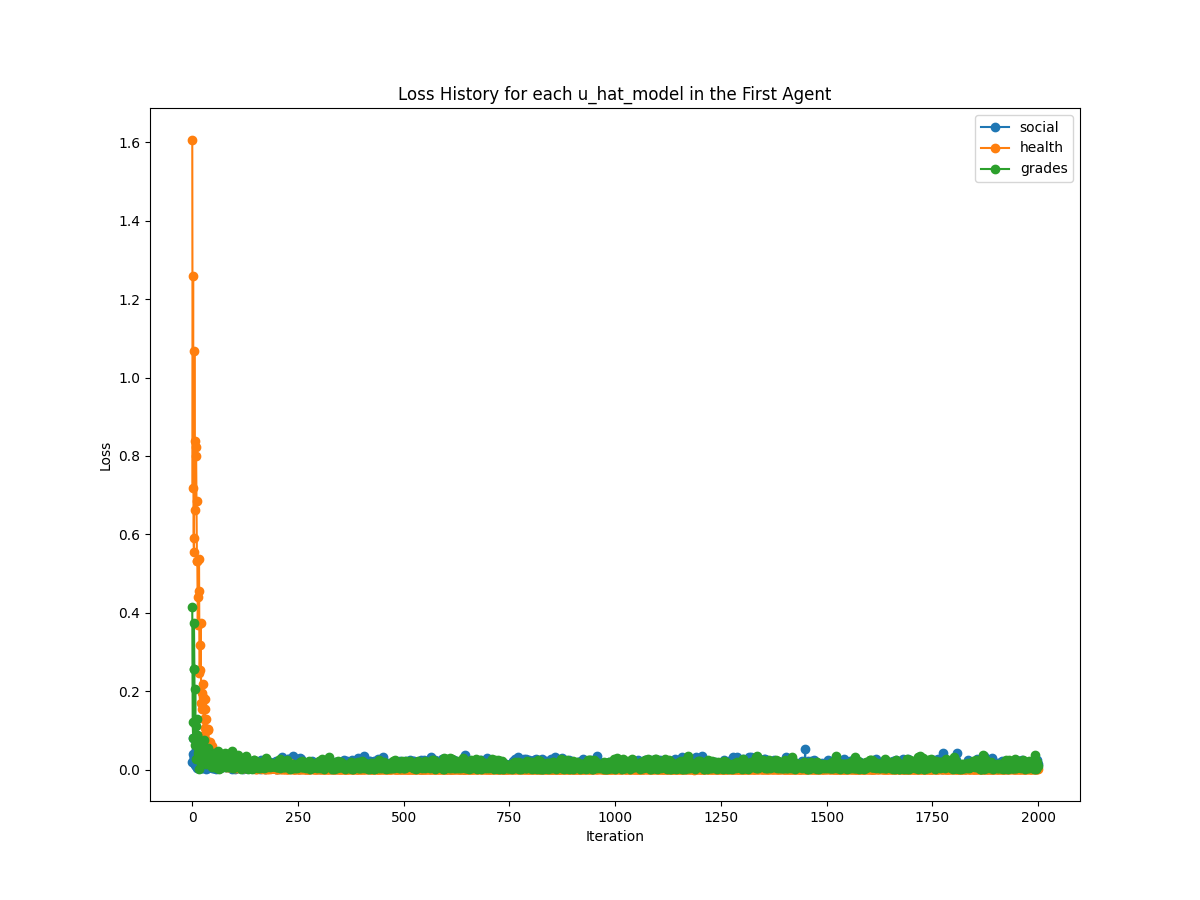 Loss History for each u_hat_model in the First Agent
social
health
grades
1.6
1.4
1.2
1.0
0.8
0.6
0.4
0.2
0.0
Loss
0 250 500 750 1000 1250 1500 1750 2000
Iteration